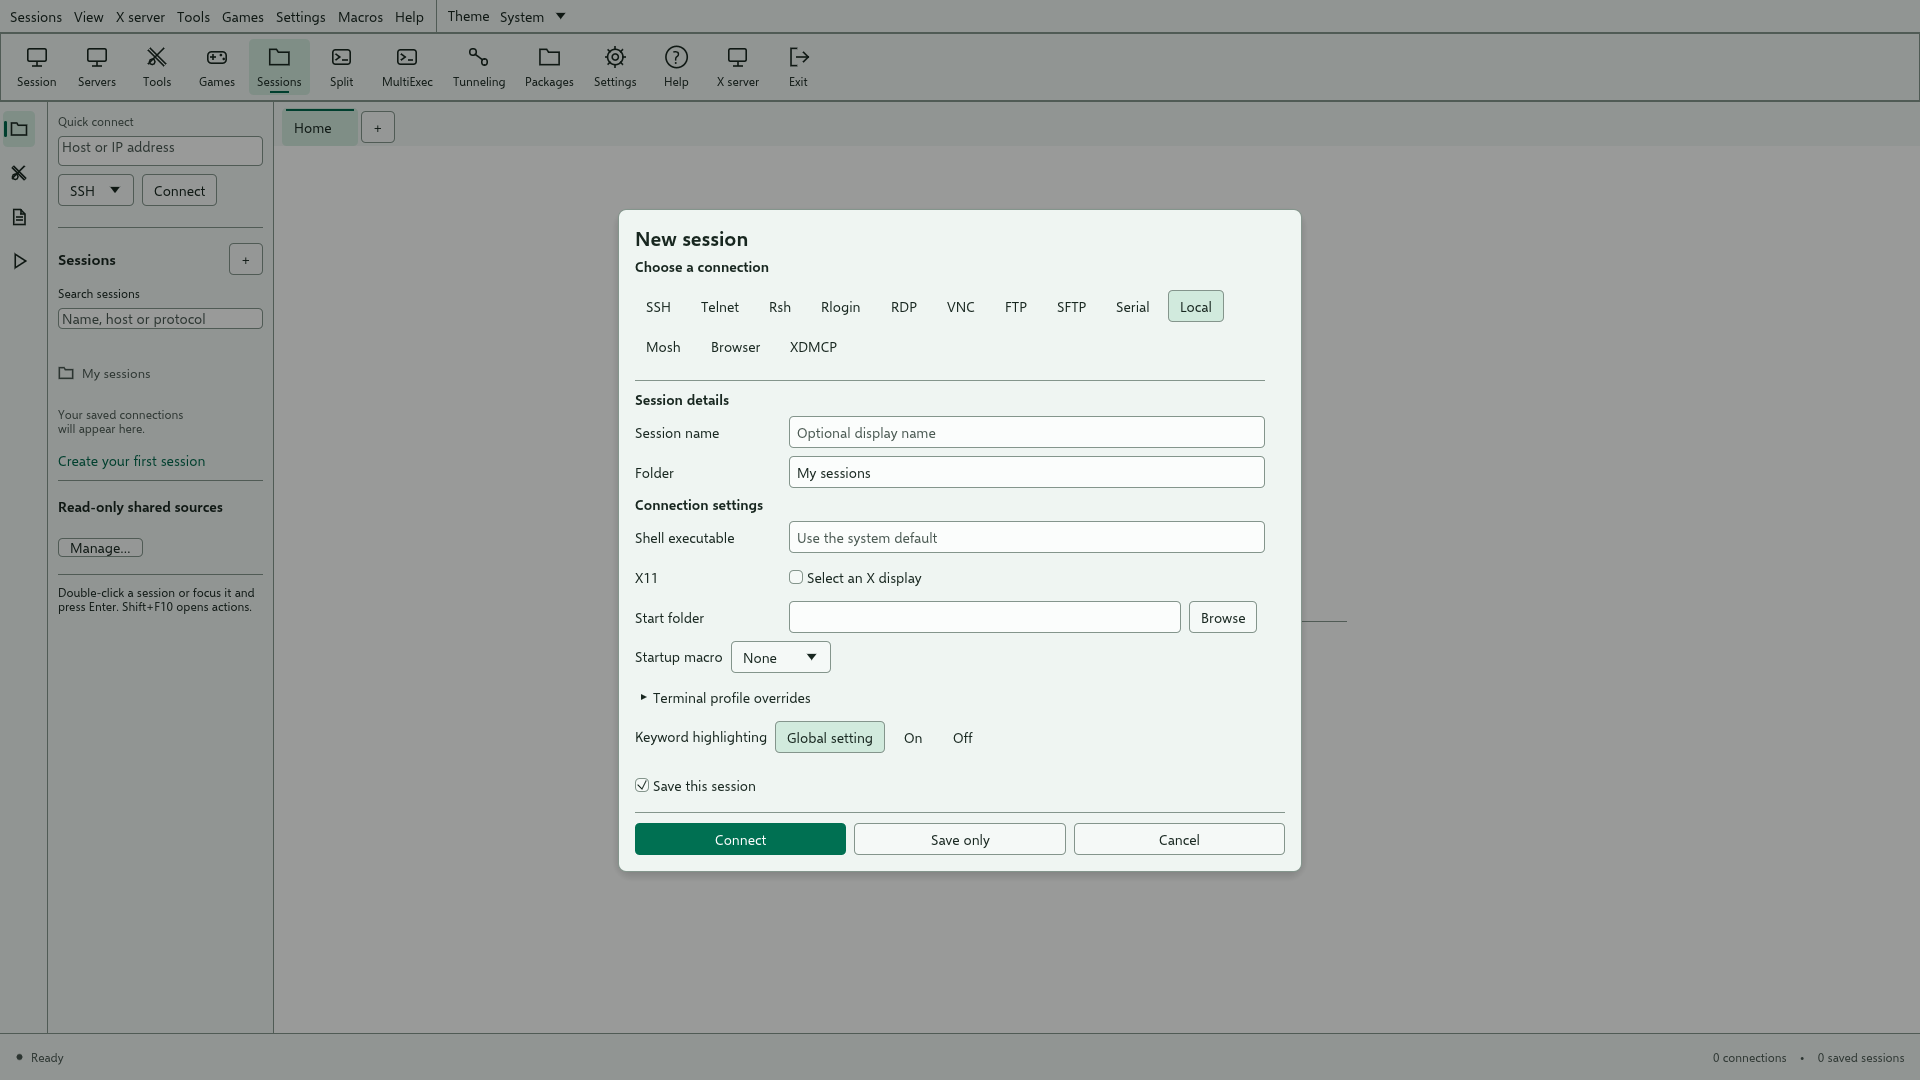 Sessions View X server Tools Games Settings Macros Help Theme System
Session Servers Tools Games Sessions Split MultiExec Tunneling Packages Settings Help X server Exit
Quick connect
Host or IP address
SSH Connect
Sessions +
Search sessions
Name, host or protocol
My sessions
Your saved connections
will appear here.
Create your first session
Read-only shared sources
Manage...
Double-click a session or focus it and
press Enter. Shift+F10 opens actions.
Home +
New session
Choose a connection
SSH Telnet Rsh Rlogin RDP VNC FTP SFTP Serial Local
Mosh Browser XDMCP
Session details
Session name Optional display name
Folder My sessions
Connection settings
Shell executable Use the system default
X11 Select an X display
Start folder Browse
Startup macro None
Terminal profile overrides
Keyword highlighting Global setting On Off
Save this session
Connect Save only Cancel
Ready 0 connections • 0 saved sessions